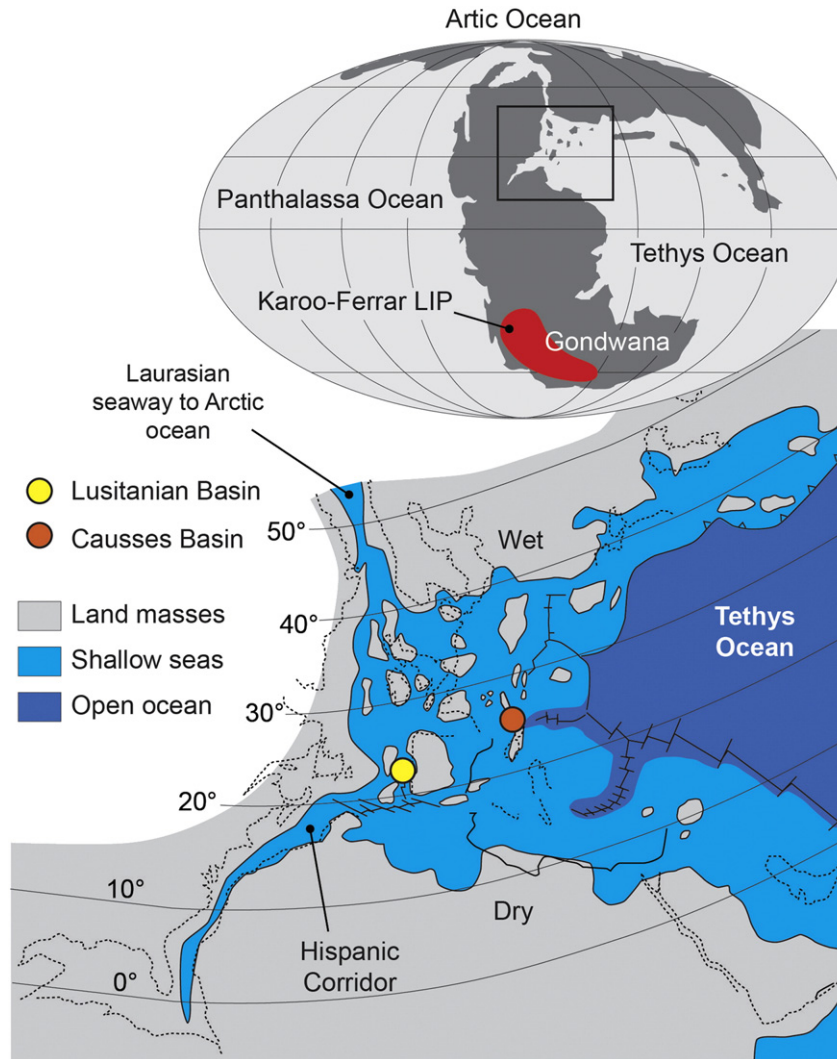 Artic Ocean
Panthalassa Ocean
Tethys Ocean
Karoo-Ferrar LIP
Gondwana
Laurasian
seaway to Arctic
ocean
Lusitanian Basin
Causses Basin
Land masses
Shallow seas
Open ocean
50°
Wet
40°
Tethys
Ocean
30°
20°
10°
Dry
Hispanic
Corridor
0°